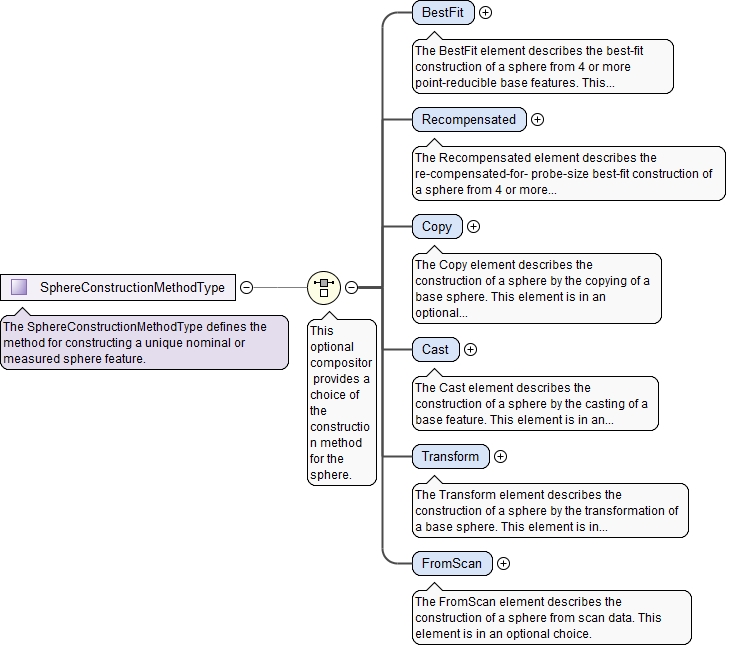 BestFit
The BestFit element describes the best-fit
construction of a sphere from 4 or more
point-reducible base features. This...
Recompensated
The Recompensated element describes the
re-compensated-for- probe-size best-fit construction of
a sphere from 4 or more...
Copy
The Copy element describes the
construction of a sphere by the copying of a
base sphere. This element is in an
optional...
SphereConstructionMethodType
The SphereConstructionMethodType defines the
method for constructing a unique nominal or
measured sphere feature.
This
optional
compositor
provides a
choice of
the
constructio
n method
for the
sphere.
Cast
The Cast element describes the
construction of a sphere by the casting of a
base feature. This element is in an...
Transform
The Transform element describes the
construction of a sphere by the transformation of
a base sphere. This element is in...
FromScan
The FromScan element describes the
construction of a sphere from scan data. This
element is in an optional choice.